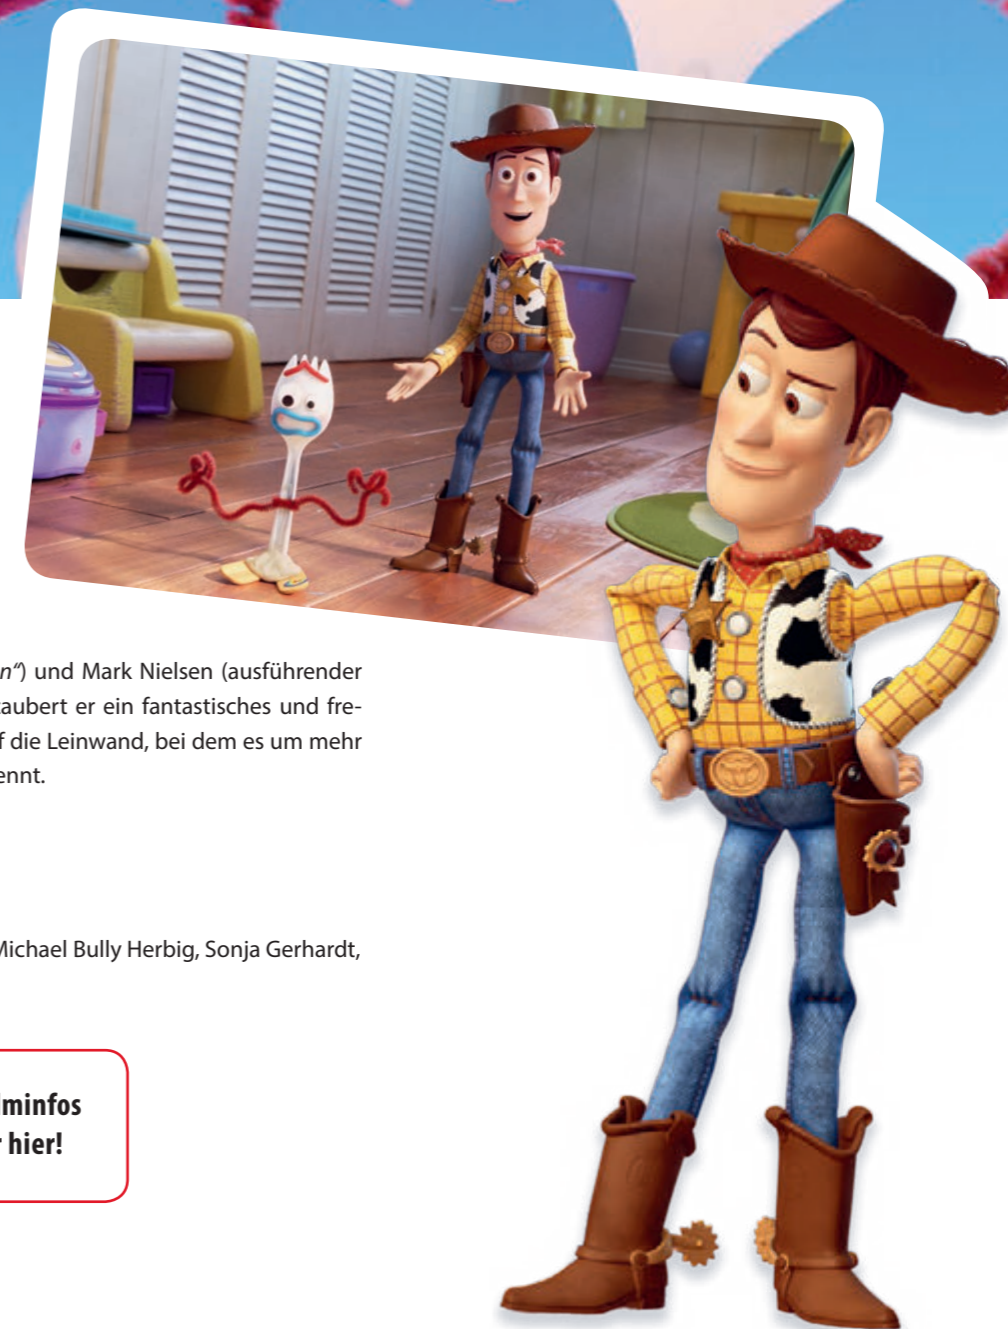 n“) und Mark Nielsen (ausführender
aubert er ein fantastisches und fre-
f die Leinwand, bei dem es um mehr
ennt.
Michael Bully Herbig, Sonja Gerhardt,
lminfos
r hier!